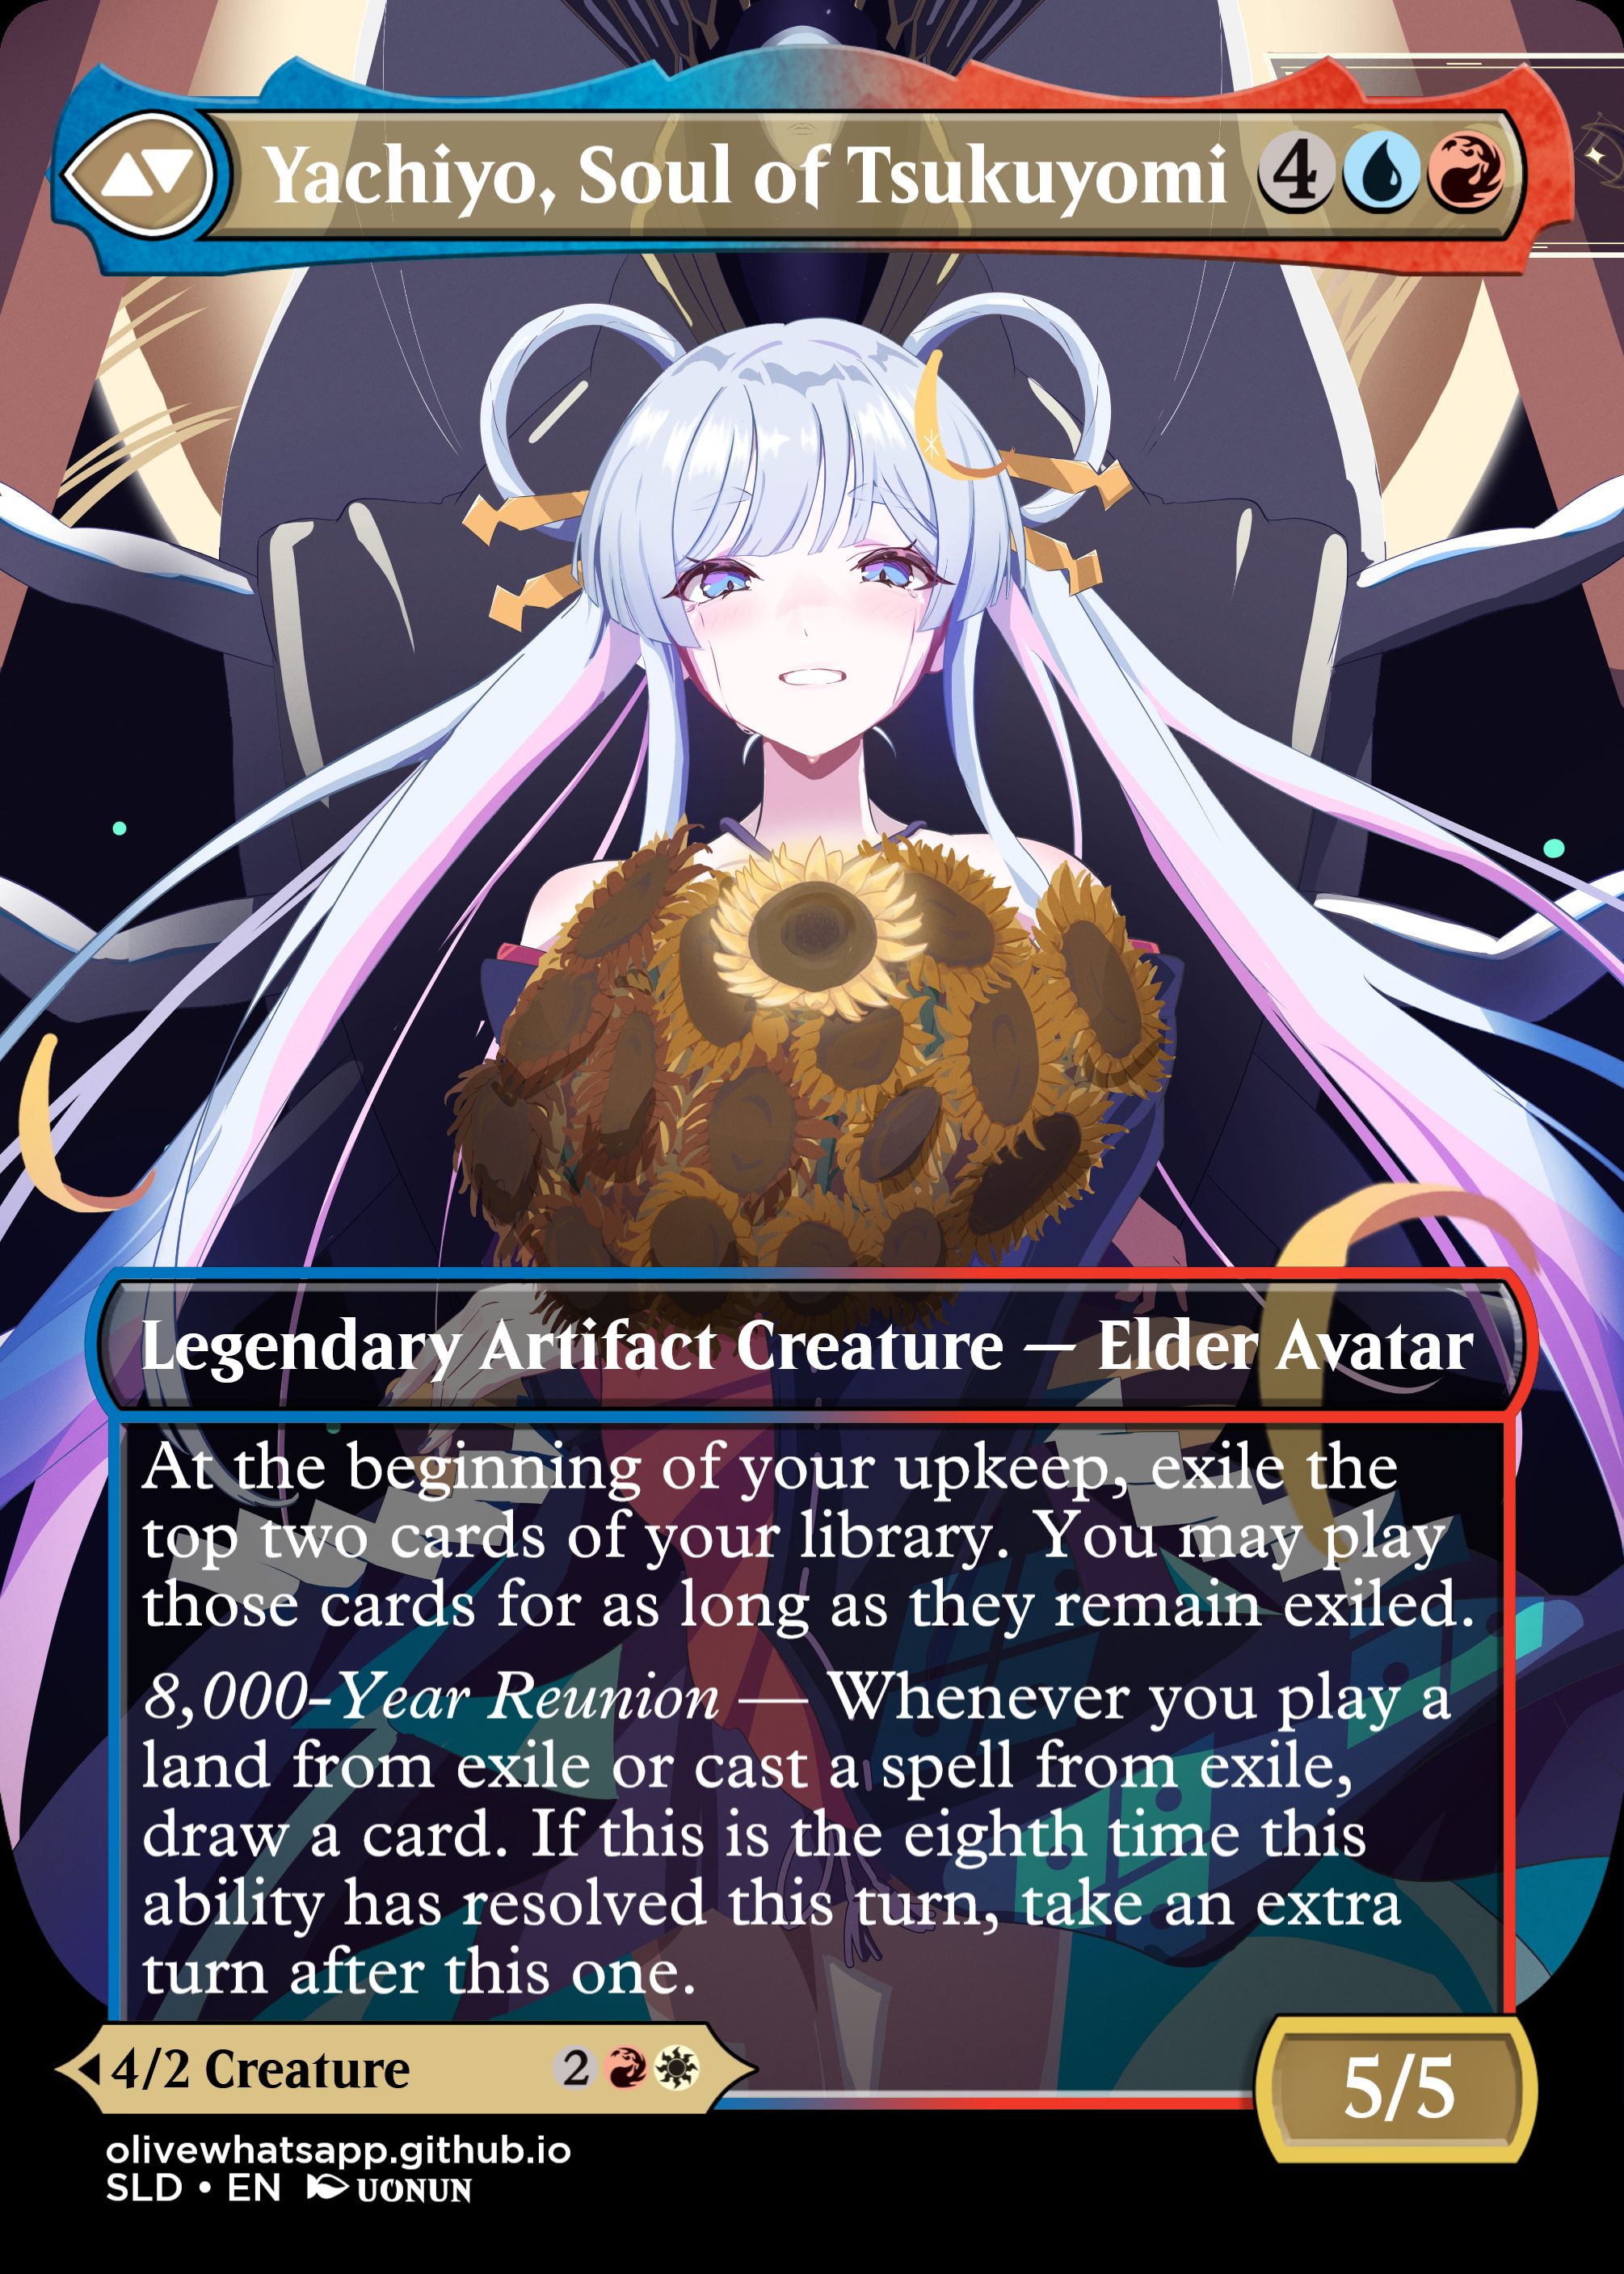 Yachiyo, Soul of Tsukuyomi 4
Legendary Artifact Creature — Elder Avatar
At the beginning of your upkeep, exile the
top two cards of your library. You may play
those cards for as long as they remain exiled.
8,000-Year Reunion — Whenever you play a
land from exile or cast a spell from exile,
draw a card. If this is the eighth time this
ability has resolved this turn, take an extra
turn after this one.
4/2 Creature 2
5/5
olivewhatsapp.github.io
SLD • EN UONUN